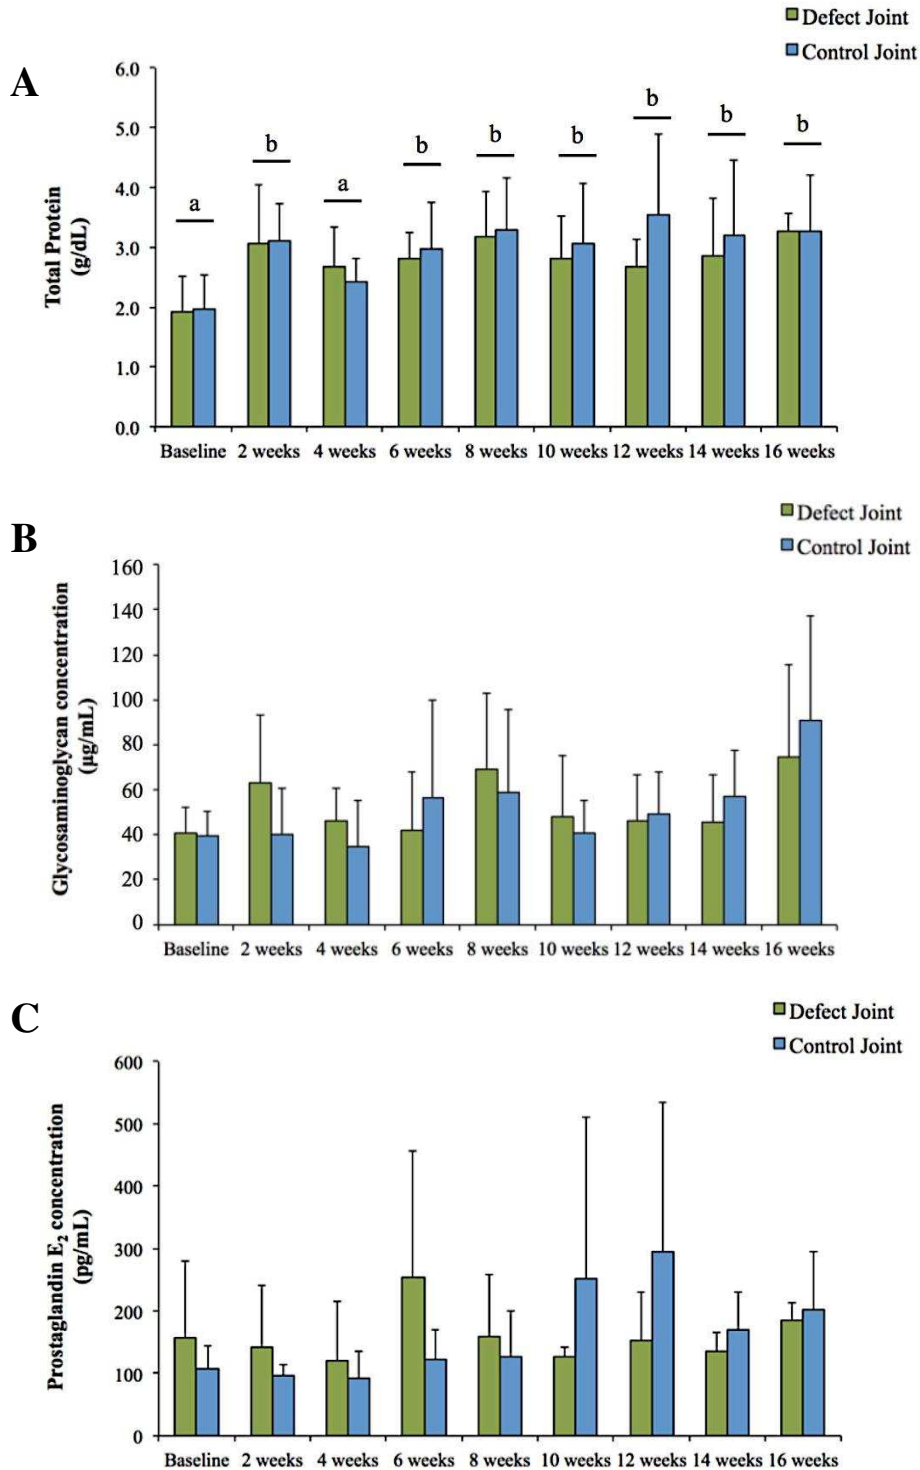 Defect Joint
Control Joint
A
6.0
5.0
4.0
3.0
2.0
1.0
0.0
Total Protein
(g/dL)
a
b
a
b
b
b
b
b
b
Baseline 2 weeks 4 weeks 6 weeks 8 weeks 10 weeks 12 weeks 14 weeks 16 weeks
Defect Joint
Control Joint
B
160
140
120
100
80
60
40
20
0
Glycosaminoglycan concentration
(µg/mL)
Baseline 2 weeks 4 weeks 6 weeks 8 weeks 10 weeks 12 weeks 14 weeks 16 weeks
Defect Joint
Control Joint
C
600
500
400
300
200
100
0
Prostaglandin E2 concentration
(pg/mL)
Baseline 2 weeks 4 weeks 6 weeks 8 weeks 10 weeks 12 weeks 14 weeks 16 weeks